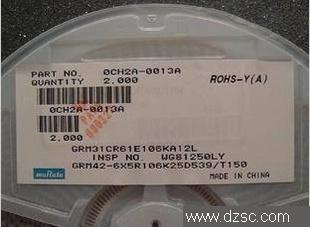 PART NO. 0CH2A-0013A
QUANTITY 2,000
ROHS-Y(A)
0CH2A-0013A
2,000
GRM31CR61E106KA12L
INSP NO. WG81250LY
GRM42-6X5R106K25D539/T150
muRata
MADE IN CHINA
www.dzsc.com